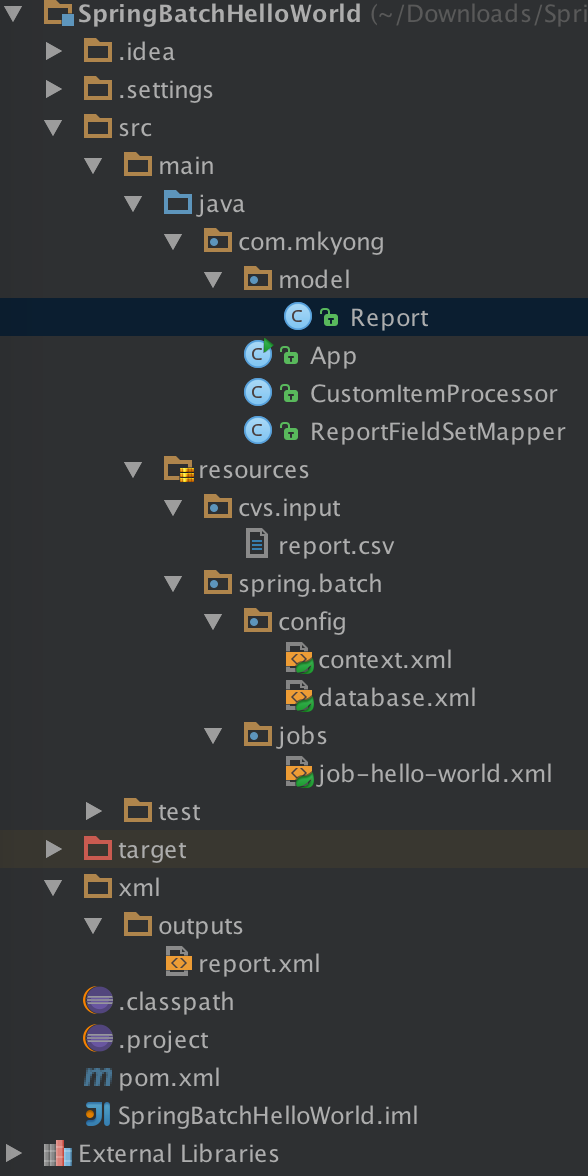 SpringBatchHelloWorld (~/Downloads/Spri
.idea
.settings
src
main
java
com.mkyong
model
C Report
C App
C CustomItemProcessor
C ReportFieldSetMapper
resources
cvs.input
report.csv
spring.batch
config
context.xml
database.xml
jobs
job-hello-world.xml
test
target
xml
outputs
report.xml
.classpath
.project
m pom.xml
SpringBatchHelloWorld.iml
External Libraries